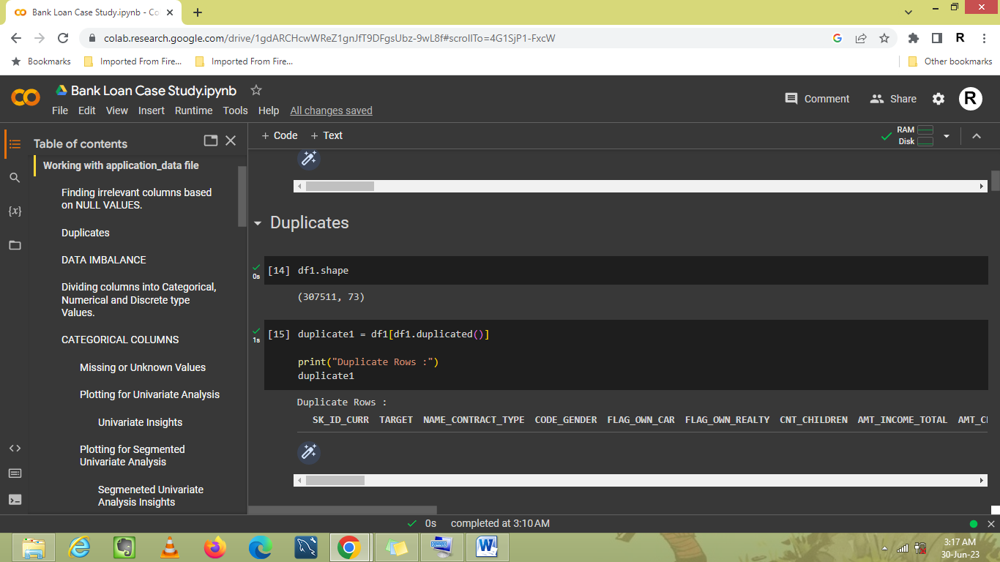 Bank Loan Case Study.ipynb - Co
colab.research.google.com/drive/1gdARCHcwWReZ1gnJfT9DFgsUbz-9wL8f#scrollTo=4G1SjP1-FxcW
R
Bookmarks
Imported From Fire...
Imported From Fire...
Other bookmarks
Bank Loan Case Study.ipynb
File Edit View Insert Runtime Tools Help All changes saved
Comment
Share
R
Table of contents
Working with application_data file
Finding irrelevant columns based
on NULL VALUES.
Duplicates
DATA IMBALANCE
Dividing columns into Categorical,
Numerical and Discrete type
Values.
CATEGORICAL COLUMNS
Missing or Unknown Values
Plotting for Univariate Analysis
Univariate Insights
Plotting for Segmented
Univariate Analysis
Segmeneted Univariate
Analysis Insights
+ Code + Text
RAM
Disk
Duplicates
0s
[14] df1.shape
(307511, 73)
1s
[15] duplicate1 = df1[df1.duplicated()]
print("Duplicate Rows :")
duplicate1
Duplicate Rows :
SK_ID_CURR TARGET NAME_CONTRACT_TYPE CODE_GENDER FLAG_OWN_CAR FLAG_OWN_REALTY CNT_CHILDREN AMT_INCOME_TOTAL
0s completed at 3:10 AM
3:17 AM
30-Jun-23